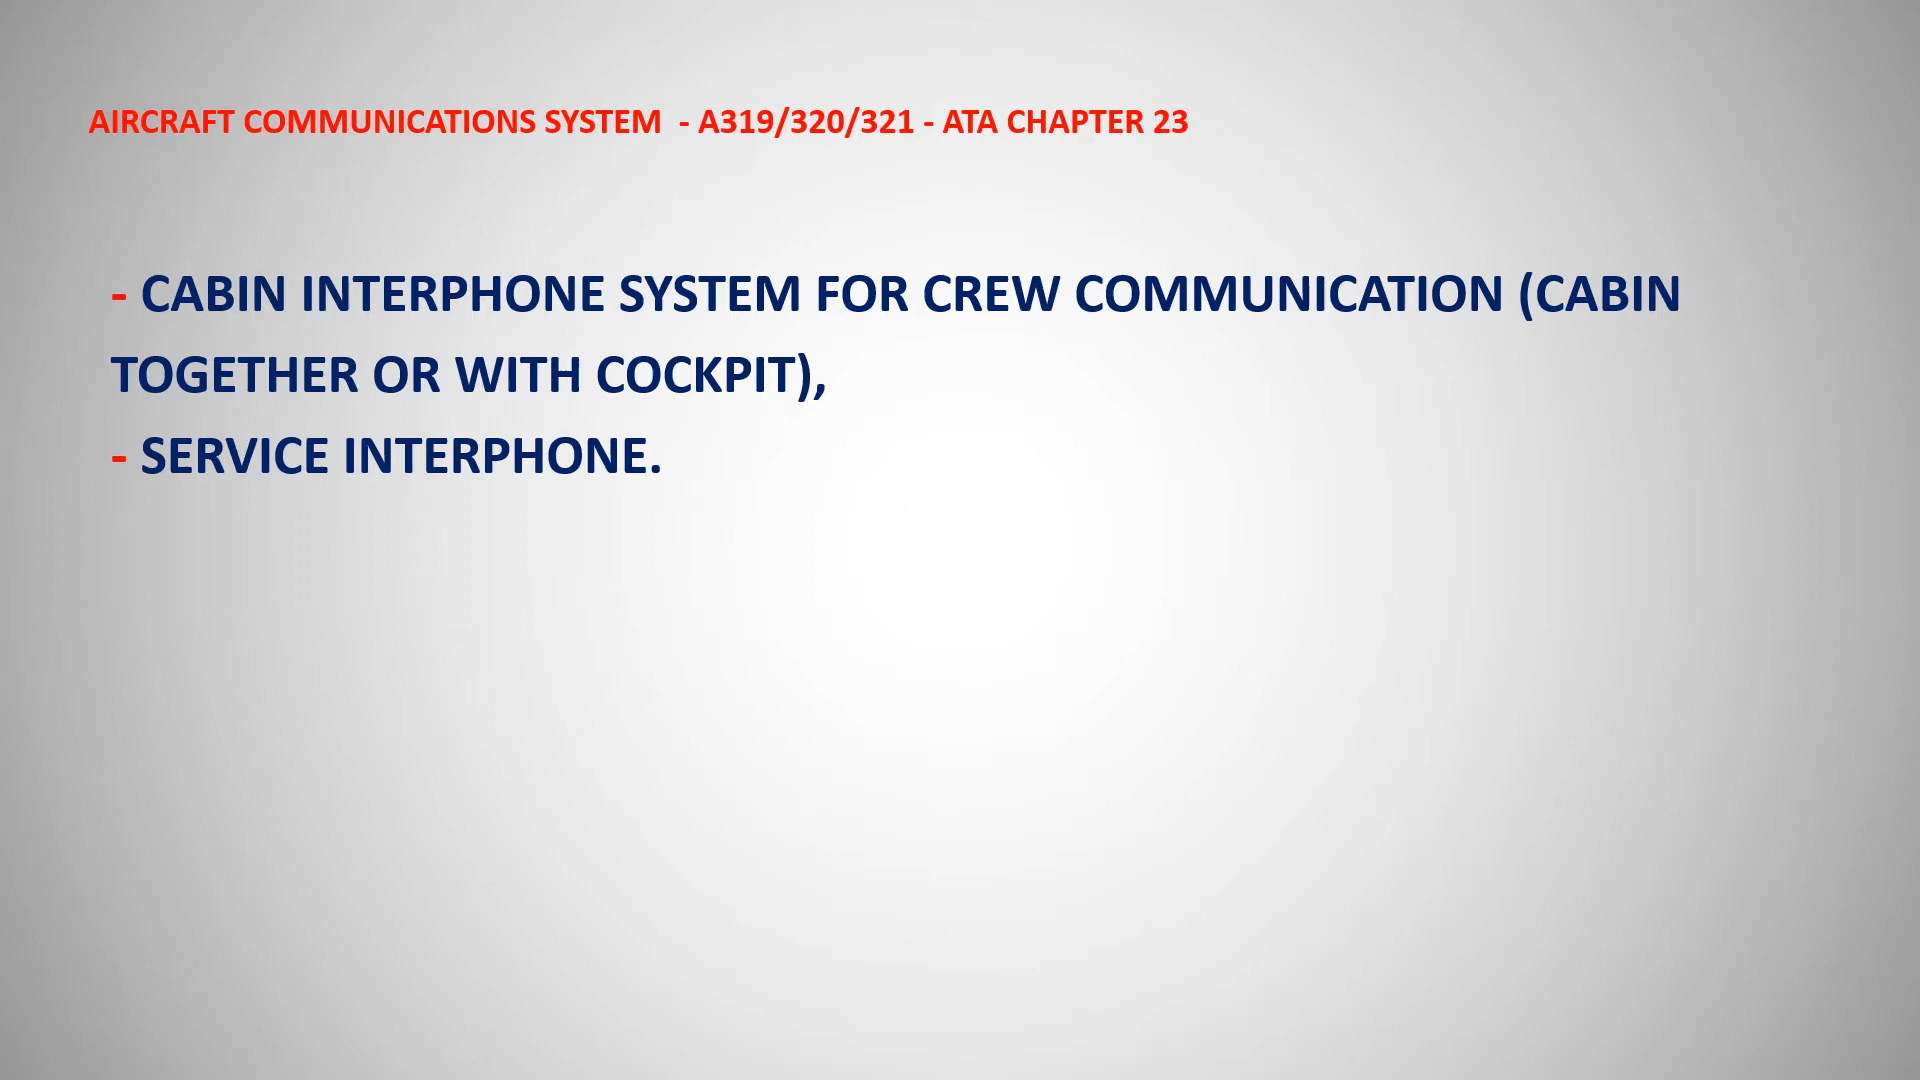 AIRCRAFT COMMUNICATIONS SYSTEM  - A319/320/321 - ATA CHAPTER 23
- CABIN INTERPHONE SYSTEM FOR CREW COMMUNICATION (CABIN
TOGETHER OR WITH COCKPIT),
- SERVICE INTERPHONE.